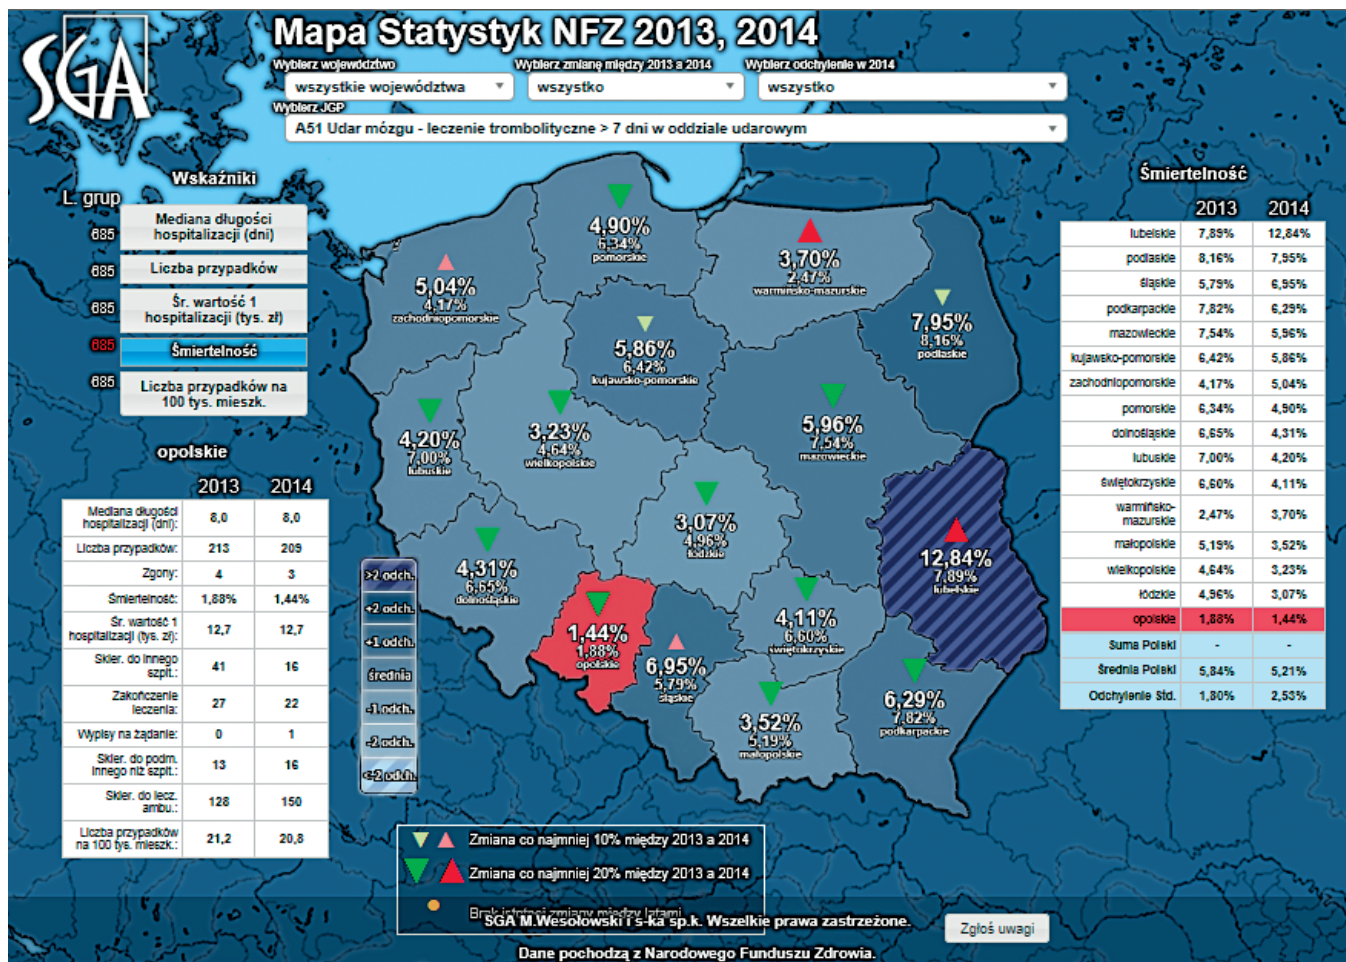 SGA
Mapa Statystyk NFZ 2013, 2014
Wybierz województwo
Wybierz zmianę między 2013 a 2014
Wybierz odchylenie w 2014
wszystkie województwa
wszystko
wszystko
Wybierz JGP
A51 Udar mózgu - leczenie trombolityczne > 7 dni w oddziale udarowym
Wskaźniki
L. grup
685
Mediana długości
hospitalizacji (dni)
685
Liczba przypadków
685
Śr. wartość 1
hospitalizacji (tys. zł)
685
Śmiertelność
685
Liczba przypadków na
100 tys. mieszk.
opolskie
2013 2014
Mediana długości
hospitalizacji (dni): 8,0 8,0
Liczba przypadków: 213 209
Zgony: 4 3
Śmiertelność: 1,88% 1,44%
Śr. wartość 1
hospitalizacji (tys. zł): 12,7 12,7
Skier. do innego
szpit.: 41 16
Zakończenie
leczenia: 27 22
Wypisy na żądanie: 0 1
Skier. do podm.
innego niż szpit.: 13 16
Skier. do lecz.
ambu.: 128 150
Liczba przypadków
na 100 tys. mieszk.: 21,2 20,8
4,90%
6,34%
pomorskie
3,70%
2,47%
warmińsko-mazurskie
5,04%
4,17%
zachodniopomorskie
7,95%
8,16%
podlaskie
5,86%
6,42%
kujawsko-pomorskie
4,20%
7,00%
lubuskie
3,23%
4,64%
wielkopolskie
5,96%
7,54%
mazowieckie
3,07%
4,96%
łódzkie
12,84%
7,89%
lubelskie
4,31%
6,65%
dolnośląskie
1,44%
1,88%
opolskie
6,95%
5,79%
śląskie
4,11%
6,60%
świętokrzyskie
3,52%
5,19%
małopolskie
6,29%
7,82%
podkarpackie
>2 odch.
+2 odch.
+1 odch.
średnia
-1 odch.
-2 odch.
<-2 odch.
Śmiertelność
2013 2014
lubelskie 7,89% 12,84%
podlaskie 8,16% 7,95%
śląskie 5,79% 6,95%
podkarpackie 7,82% 6,29%
mazowieckie 7,54% 5,96%
kujawsko-pomorskie 6,42% 5,86%
zachodniopomorskie 4,17% 5,04%
pomorskie 6,34% 4,90%
dolnośląskie 6,65% 4,31%
lubuskie 7,00% 4,20%
świętokrzyskie 6,60% 4,11%
warmińsko-
mazurskie 2,47% 3,70%
małopolskie 5,19% 3,52%
wielkopolskie 4,64% 3,23%
łódzkie 4,96% 3,07%
opolskie 1,88% 1,44%
Suma Polski - -
Średnia Polski 5,84% 5,21%
Odchylenie Std. 1,80% 2,53%
Zmiana co najmniej 10% między 2013 a 2014
Zmiana co najmniej 20% między 2013 a 2014
Brak istotnej zmiany między latami
SGA M.Wesołowski i s-ka sp.k. Wszelkie prawa zastrzeżone.
Zgłoś uwagi
Dane pochodzą z Narodowego Funduszu Zdrowia.